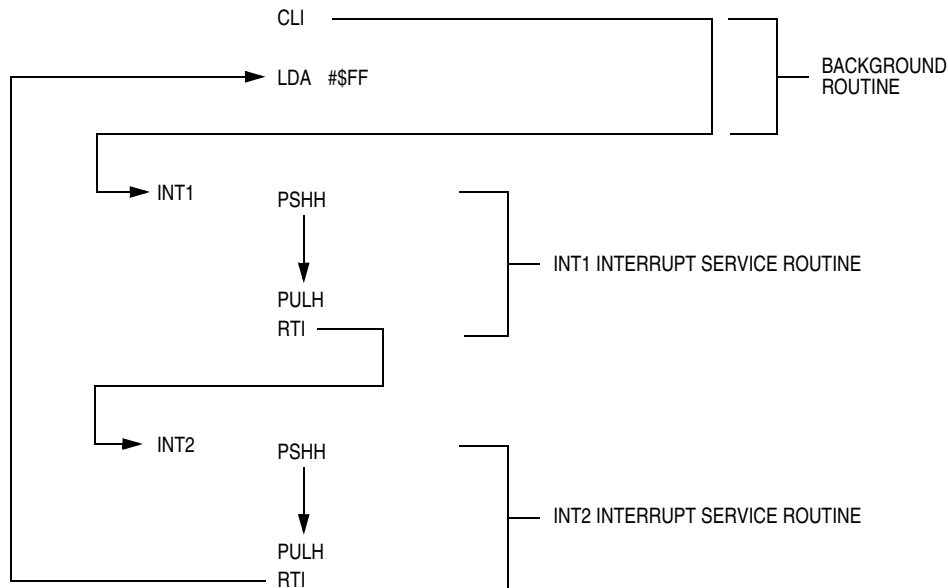 CLI
LDA #$FF
BACKGROUND
ROUTINE
INT1
PSHH
INT1 INTERRUPT SERVICE ROUTINE
PULH
RTI
INT2
PSHH
INT2 INTERRUPT SERVICE ROUTINE
PULH
RTI